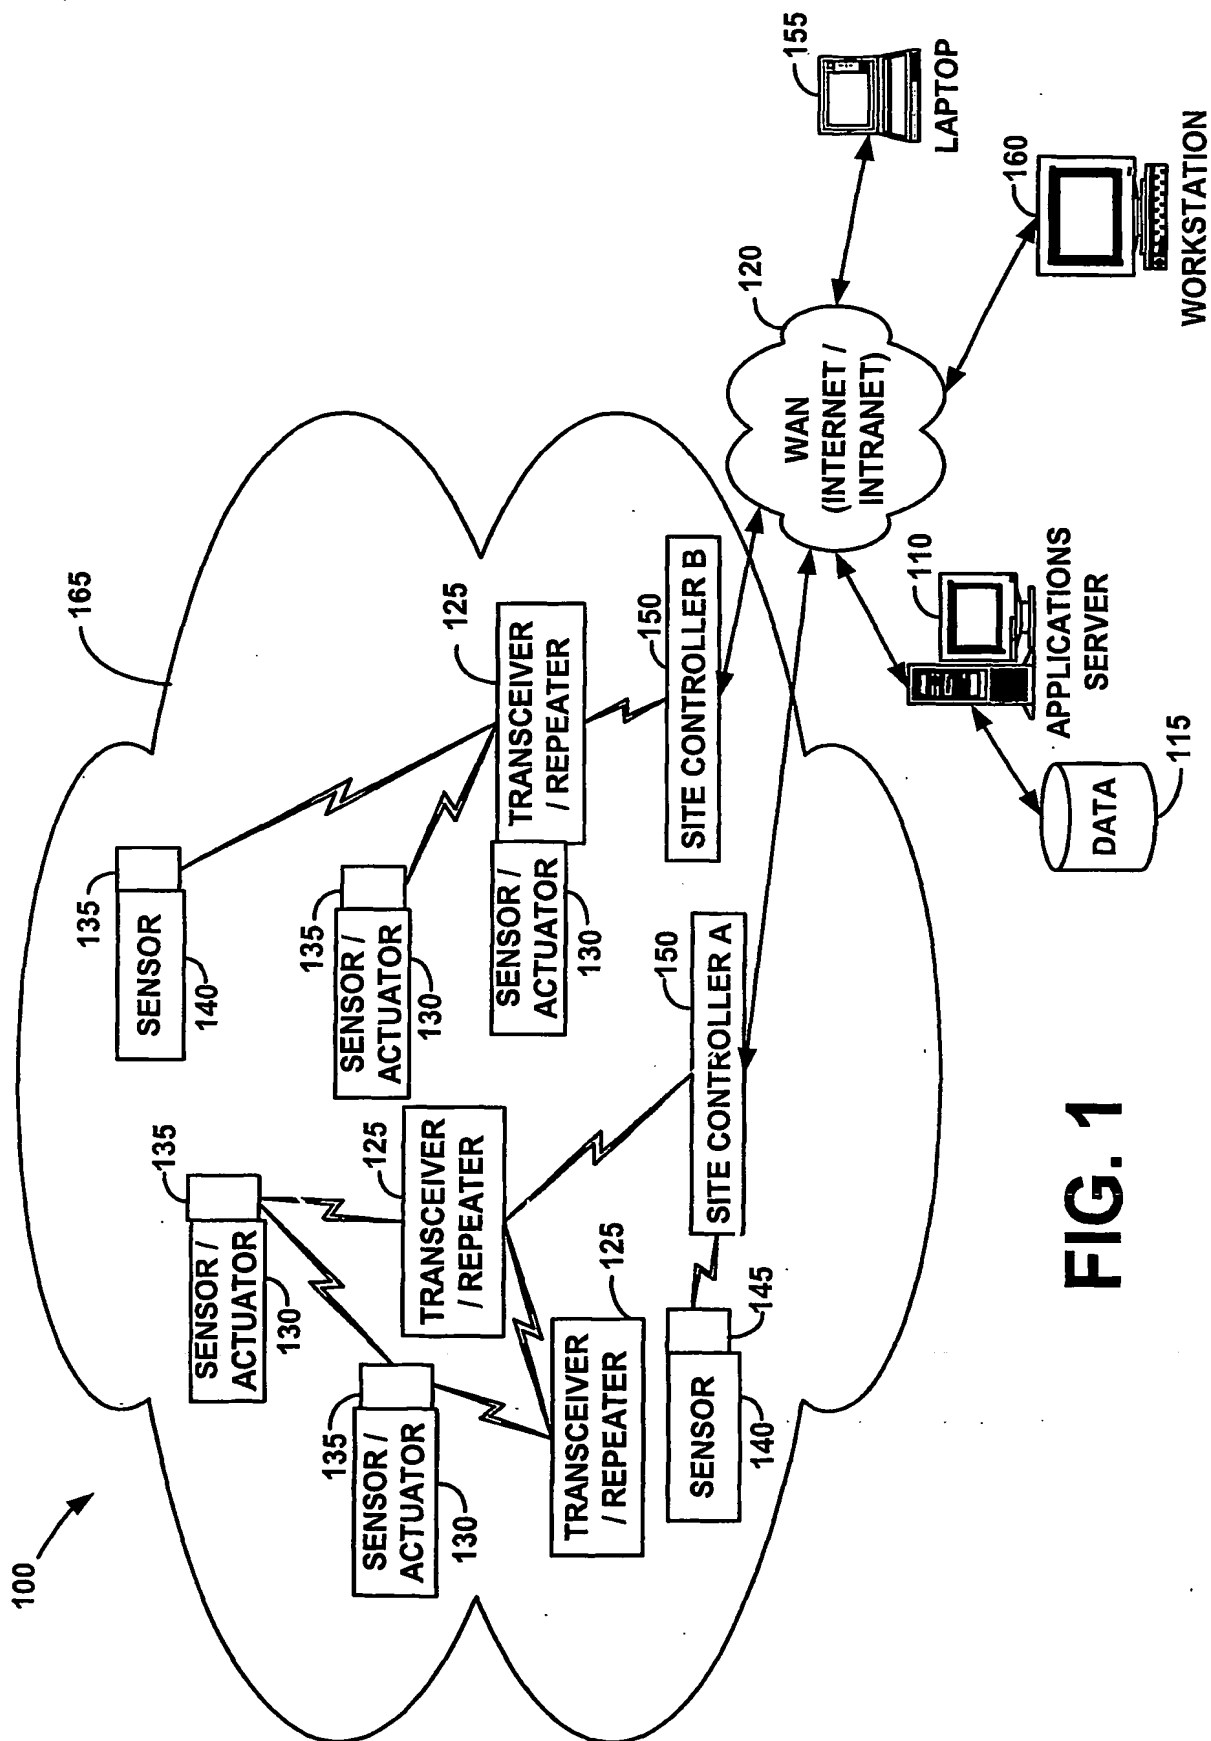 100
165
135
SENSOR /
ACTUATOR
130
135
SENSOR
140
135
SENSOR /
ACTUATOR
130
135
SENSOR /
ACTUATOR
130
125
TRANSCEIVER
/ REPEATER
125
TRANSCEIVER
/ REPEATER
SENSOR /
ACTUATOR
130
TRANSCEIVER
/ REPEATER
125
150
SITE CONTROLLER B
150
SITE CONTROLLER A
SENSOR
140
145
120
WAN
(INTERNET /
INTRANET)
155
LAPTOP
160
WORKSTATION
110
APPLICATIONS
SERVER
DATA
115
FIG. 1